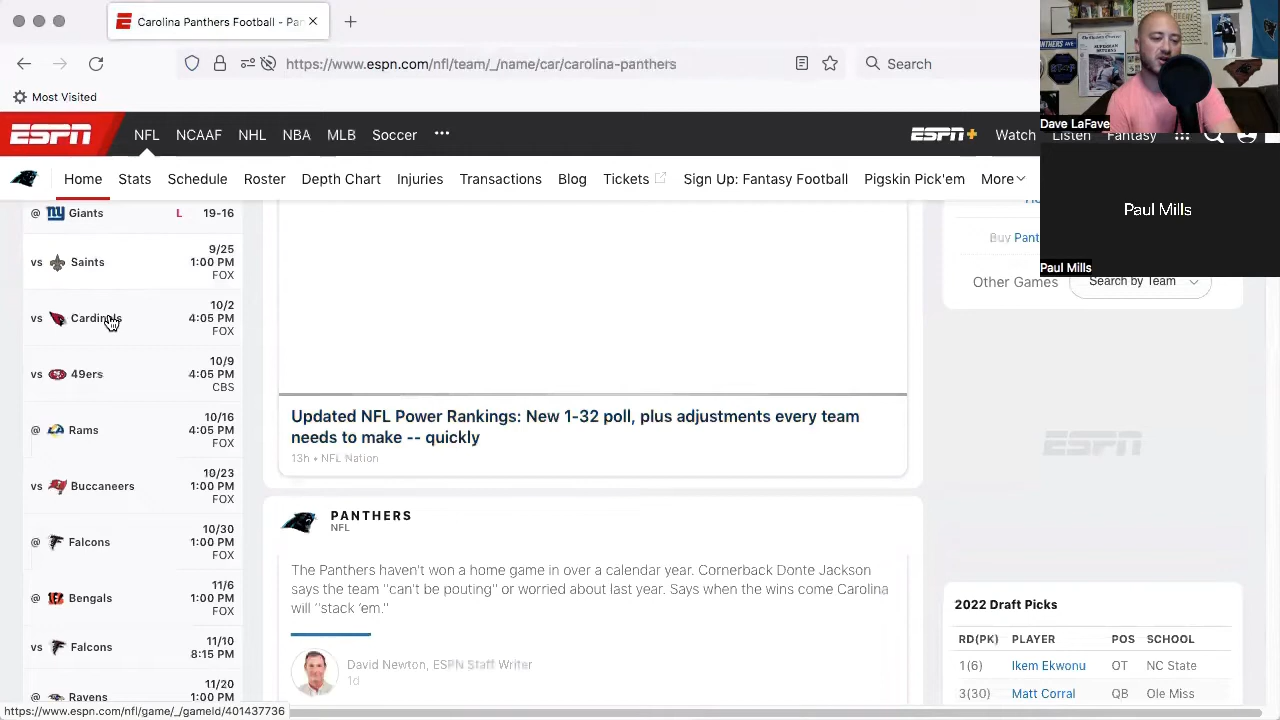 Carolina Panthers Football - Par
https://www.espn.com/nfl/team/_/name/car/carolina-panthers
Search
Most Visited
ESPN
NFL
NCAAF
NHL
NBA
MLB
Soccer
ESPN+
Watch
Listen
Fantasy
Home
Stats
Schedule
Roster
Depth Chart
Injuries
Transactions
Blog
Tickets
Sign Up: Fantasy Football
Pigskin Pick'em
More
Dave LaFave
Paul Mills
Paul Mills
@ Giants L 19-16
9/25
vs Saints 1:00 PM
FOX
10/2
vs Cardinals 4:05 PM
FOX
10/9
vs 49ers 4:05 PM
CBS
10/16
@ Rams 4:05 PM
FOX
10/23
vs Buccaneers 1:00 PM
FOX
10/30
@ Falcons 1:00 PM
FOX
11/6
@ Bengals 1:00 PM
FOX
11/10
vs Falcons 8:15 PM
11/20
@ Ravens 1:00 PM
https://www.espn.com/nfl/game/_/gameId/401437736
Updated NFL Power Rankings: New 1-32 poll, plus adjustments every team
needs to make -- quickly
13h • NFL Nation
PANTHERS
NFL
The Panthers haven't won a home game in over a calendar year. Cornerback Donte Jackson
says the team "can't be pouting" or worried about last year. Says when the wins come Carolina
will "stack 'em."
David Newton, ESPN Staff Writer
1d
Buy Pant
Other Games
Search by Team
ESPN
2022 Draft Picks
RD(PK) PLAYER POS SCHOOL
1(6) Ikem Ekwonu OT NC State
3(30) Matt Corral QB Ole Miss